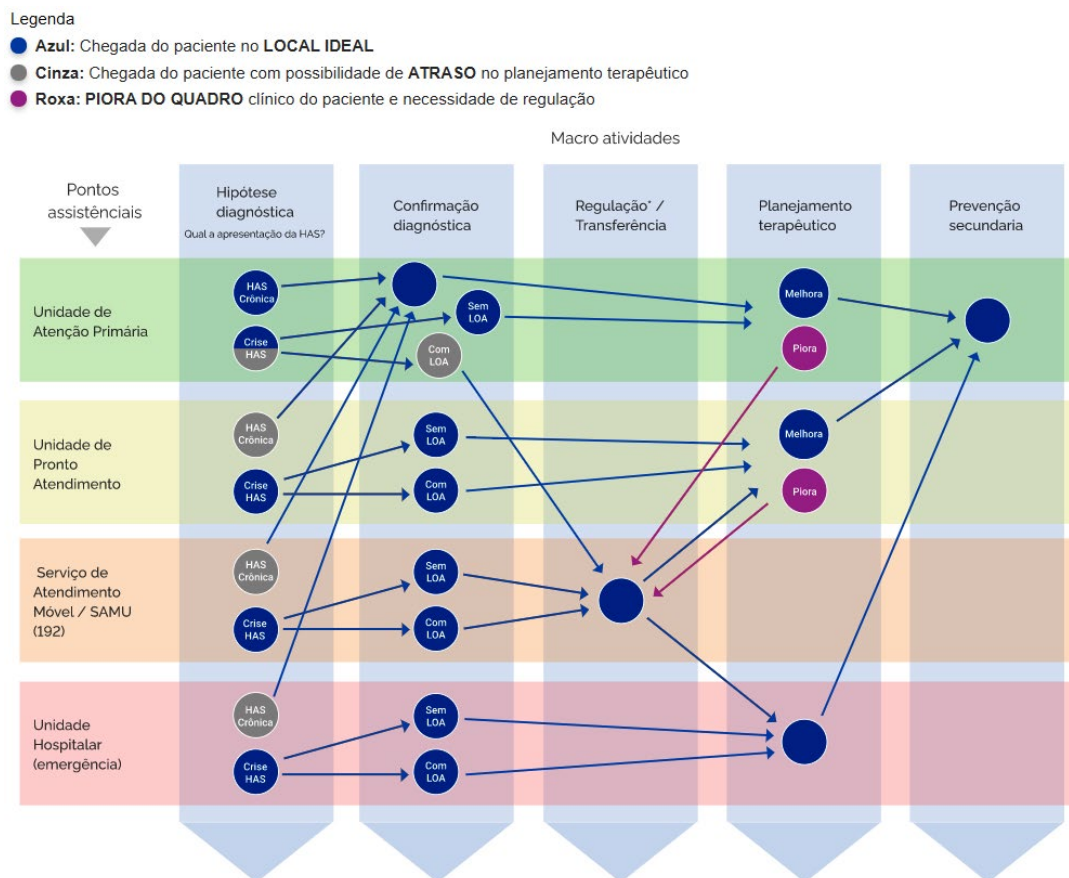 Legenda
Azul: Chegada do paciente no LOCAL IDEAL
Cinza: Chegada do paciente com possibilidade de ATRASO no planejamento terapêutico
Roxa: PIORA DO QUADRO clínico do paciente e necessidade de regulação
Macro atividades
Pontos
assistênciais
Hipótese
diagnóstica
Qual a apresentação da HAS?
Confirmação
diagnóstica
Regulação* /
Transferência
Planejamento
terapêutico
Prevenção
secundaria
Unidade de
Atenção Primária
HAS
Crônica
Crise
HAS
Sem
LOA
Com
LOA
Melhora
Piora
Unidade de
Pronto
Atendimento
HAS
Crônica
Crise
HAS
Sem
LOA
Com
LOA
Melhora
Piora
Serviço de
Atendimento
Móvel / SAMU
(192)
HAS
Crônica
Crise
HAS
Sem
LOA
Com
LOA
Unidade
Hospitalar
(emergência)
HAS
Crônica
Crise
HAS
Sem
LOA
Com
LOA